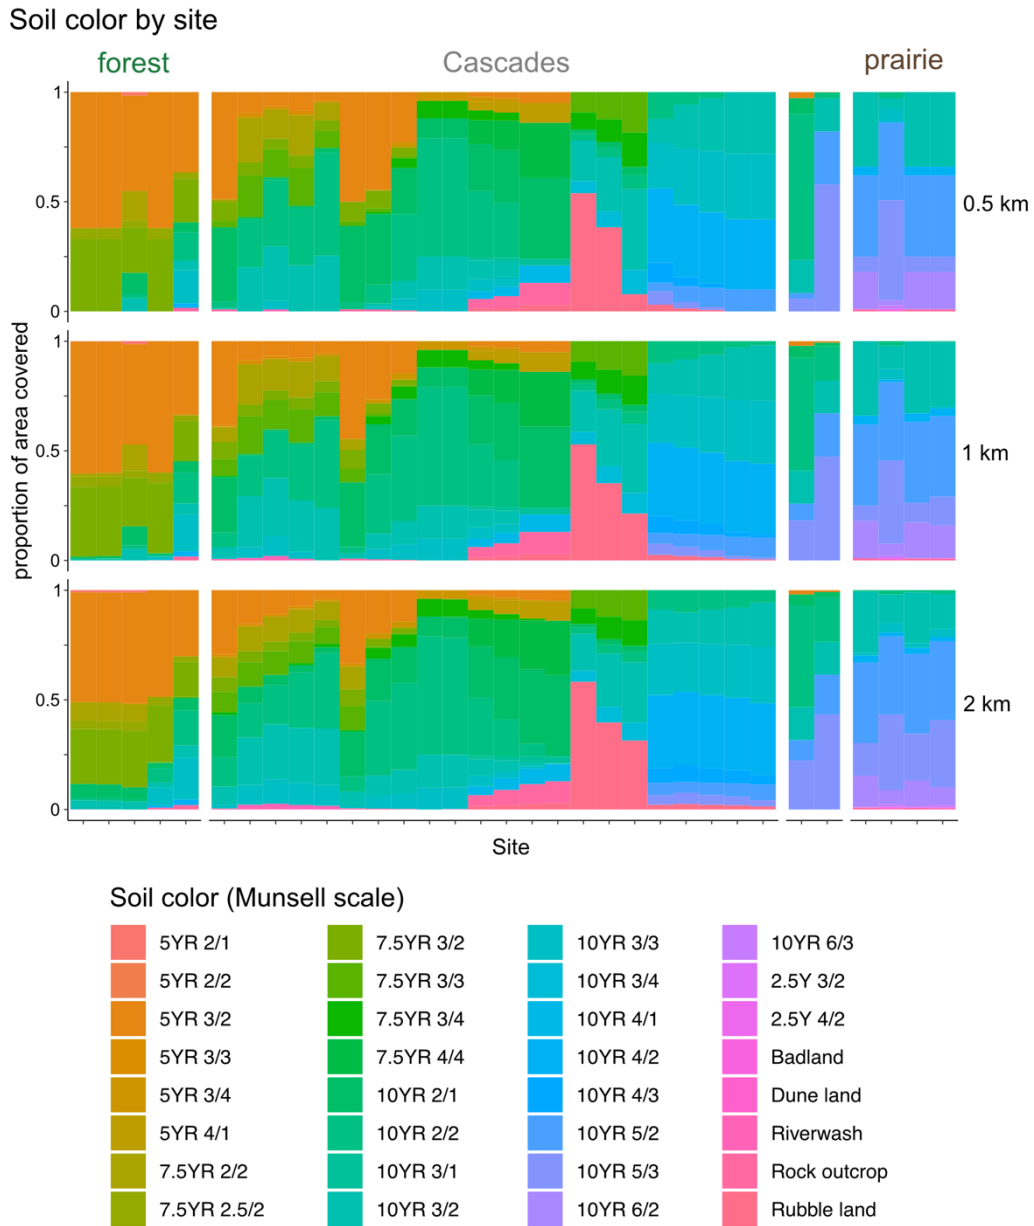 Soil color by site
forest Cascades prairie
1
0.5
0
0.5 km
1
0.5
0
1 km
1
0.5
0
2 km
proportion of area covered
Site
Soil color (Munsell scale)
5YR 2/1 7.5YR 3/2 10YR 3/3 10YR 6/3
5YR 2/2 7.5YR 3/3 10YR 3/4 2.5Y 3/2
5YR 3/2 7.5YR 3/4 10YR 4/1 2.5Y 4/2
5YR 3/3 7.5YR 4/4 10YR 4/2 Badland
5YR 3/4 10YR 2/1 10YR 4/3 Dune land
5YR 4/1 10YR 2/2 10YR 5/2 Riverwash
7.5YR 2/2 10YR 3/1 10YR 5/3 Rock outcrop
7.5YR 2.5/2 10YR 3/2 10YR 6/2 Rubble land